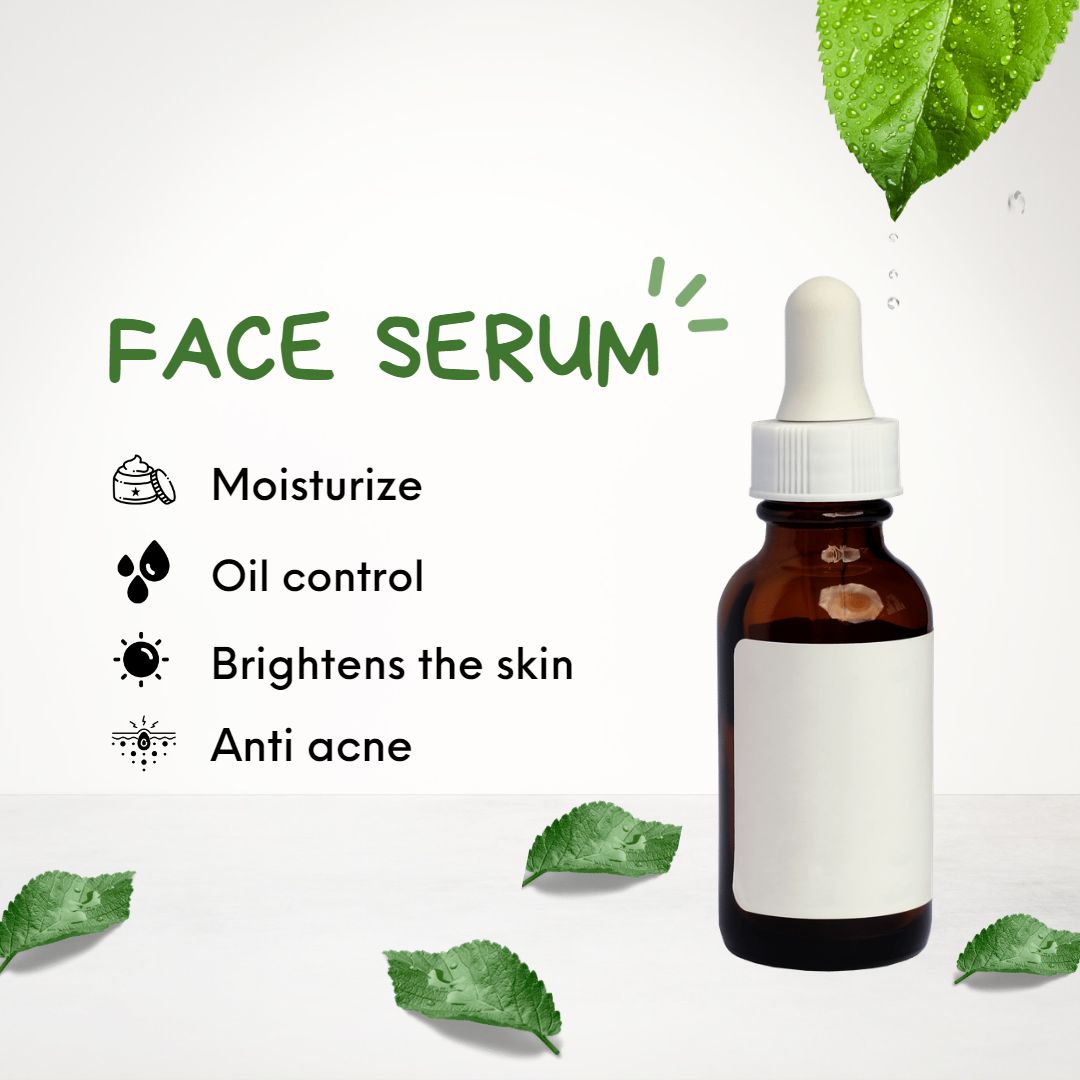 FACE SERUM
Moisturize
Oil control
Brightens the skin
Anti acne